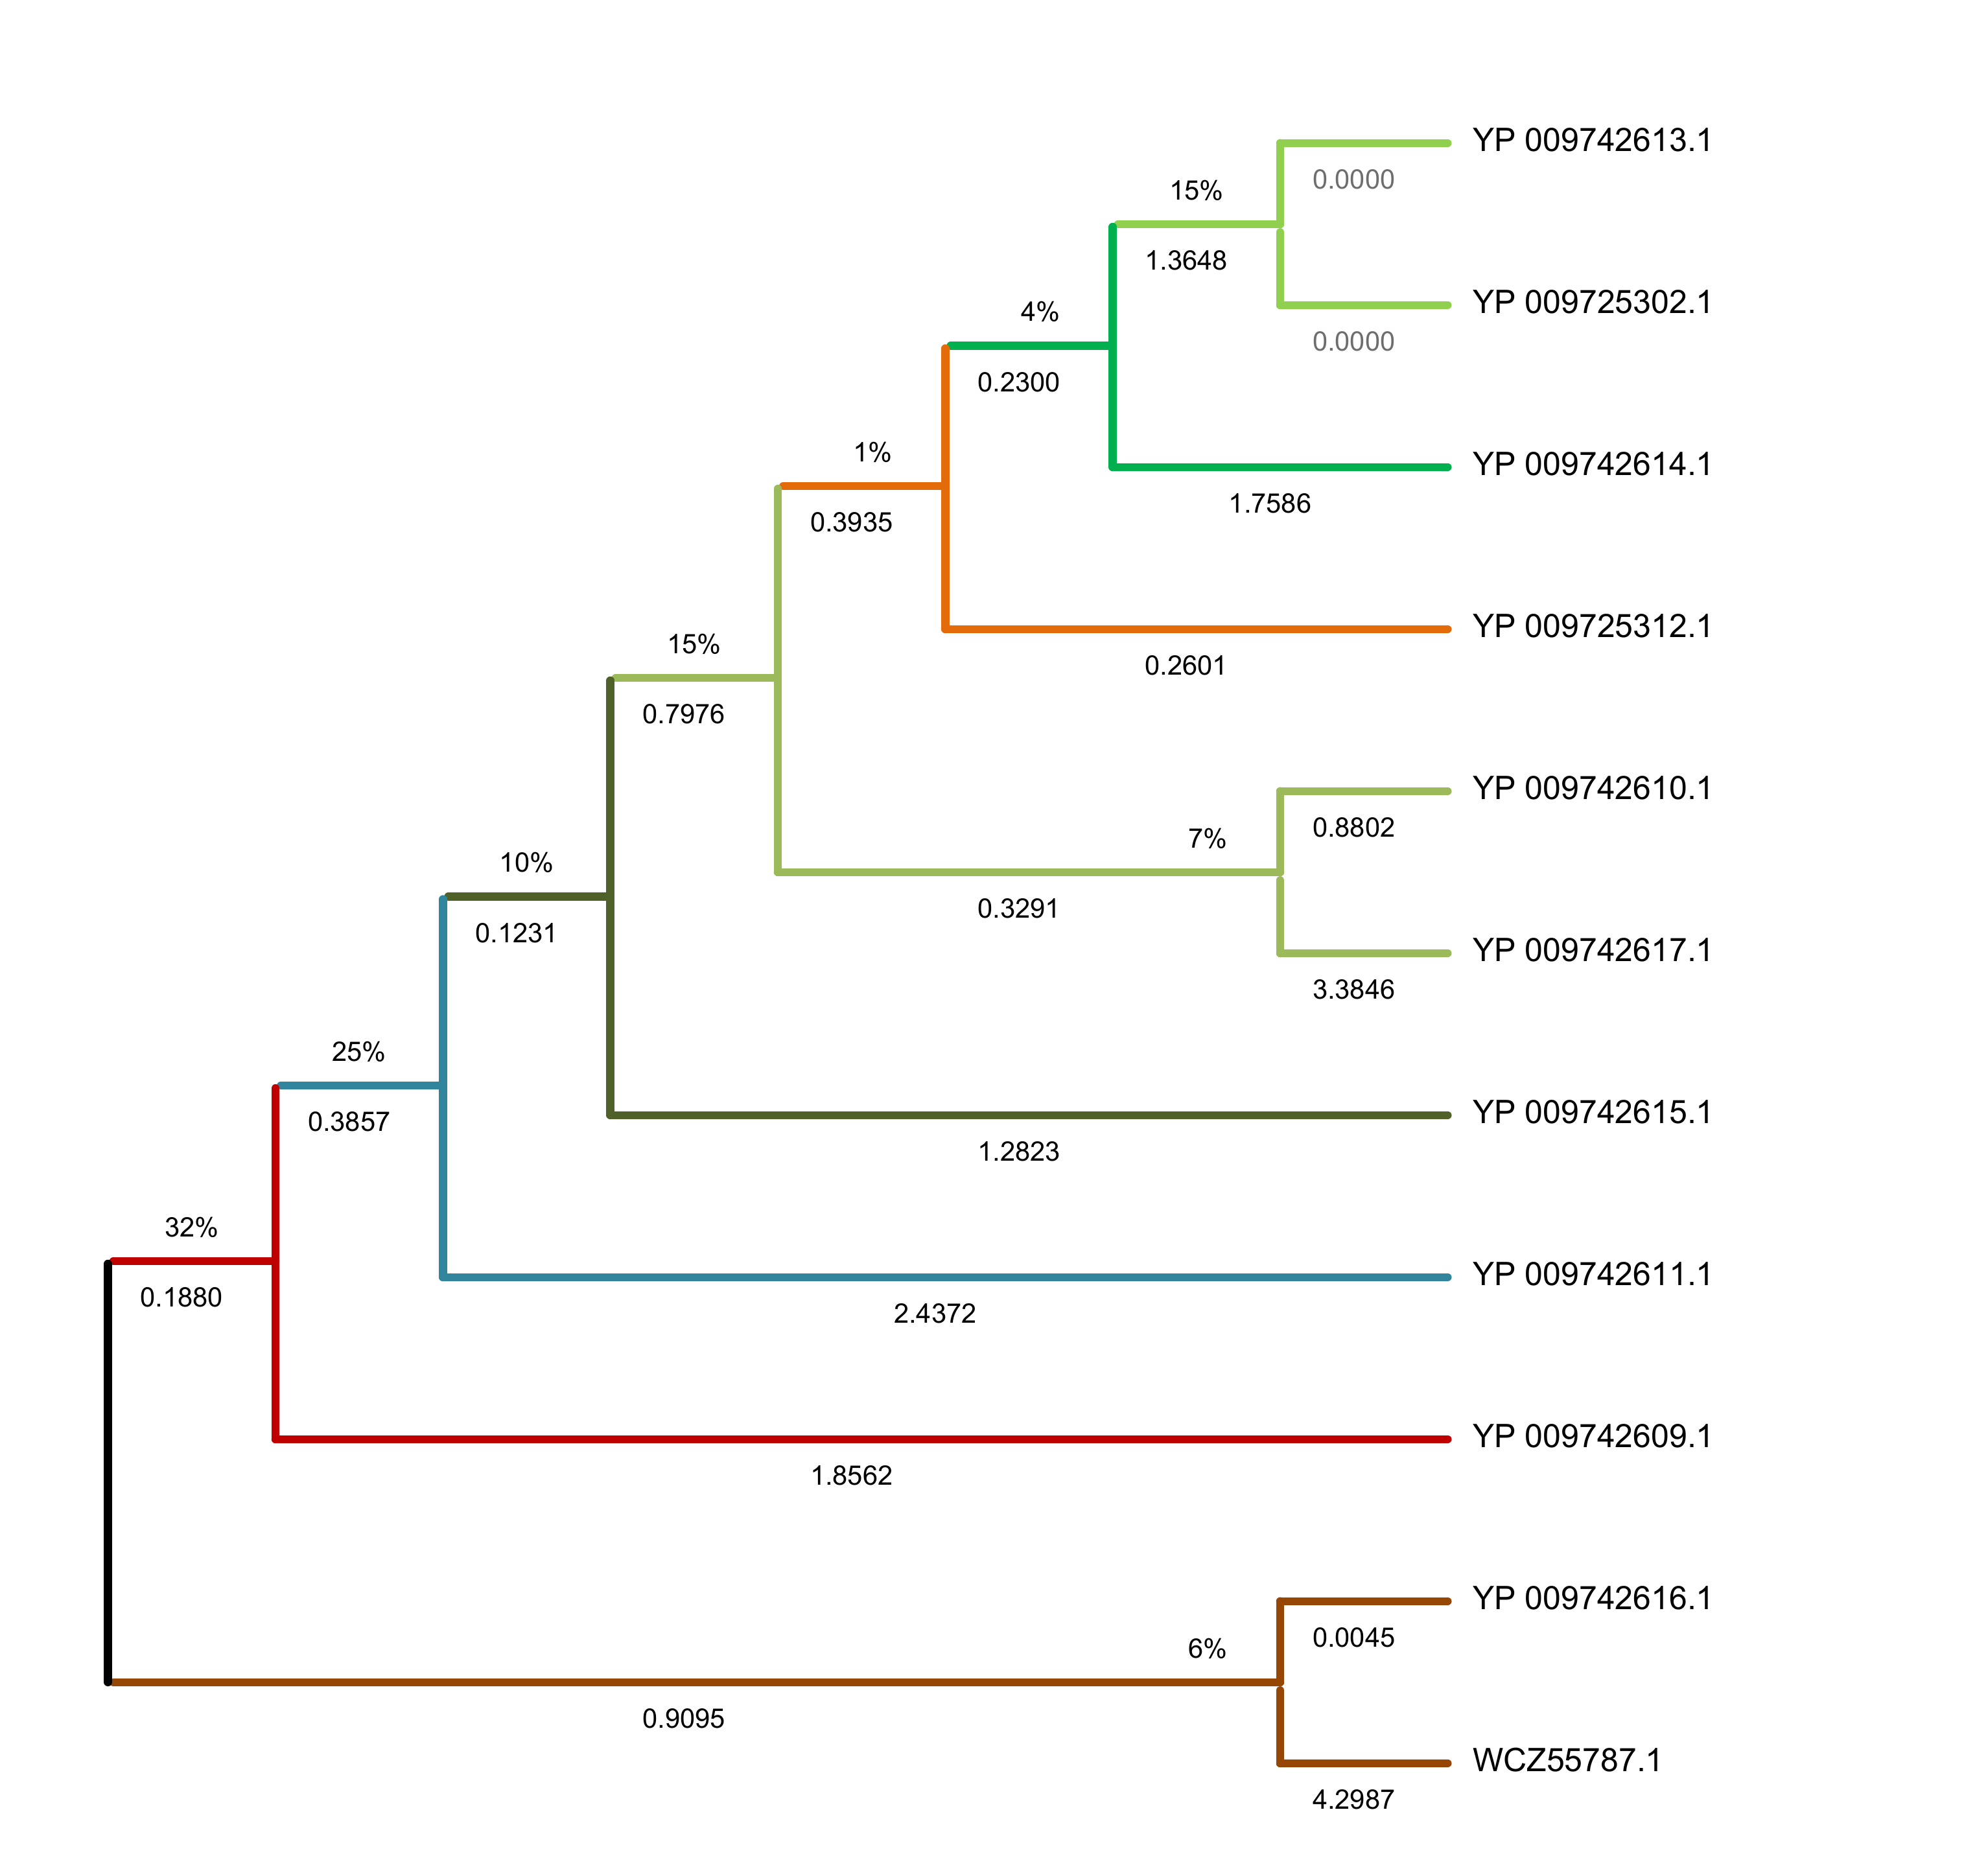 YP 009742613.1
0.0000
15%
1.3648
YP 009725302.1
0.0000
4%
0.2300
YP 009742614.1
1.7586
1%
0.3935
YP 009725312.1
0.2601
15%
0.7976
YP 009742610.1
0.8802
7%
0.3291
10%
0.1231
YP 009742617.1
3.3846
25%
0.3857
YP 009742615.1
1.2823
32%
0.1880
YP 009742611.1
2.4372
YP 009742609.1
1.8562
YP 009742616.1
0.0045
6%
0.9095
WCZ55787.1
4.2987